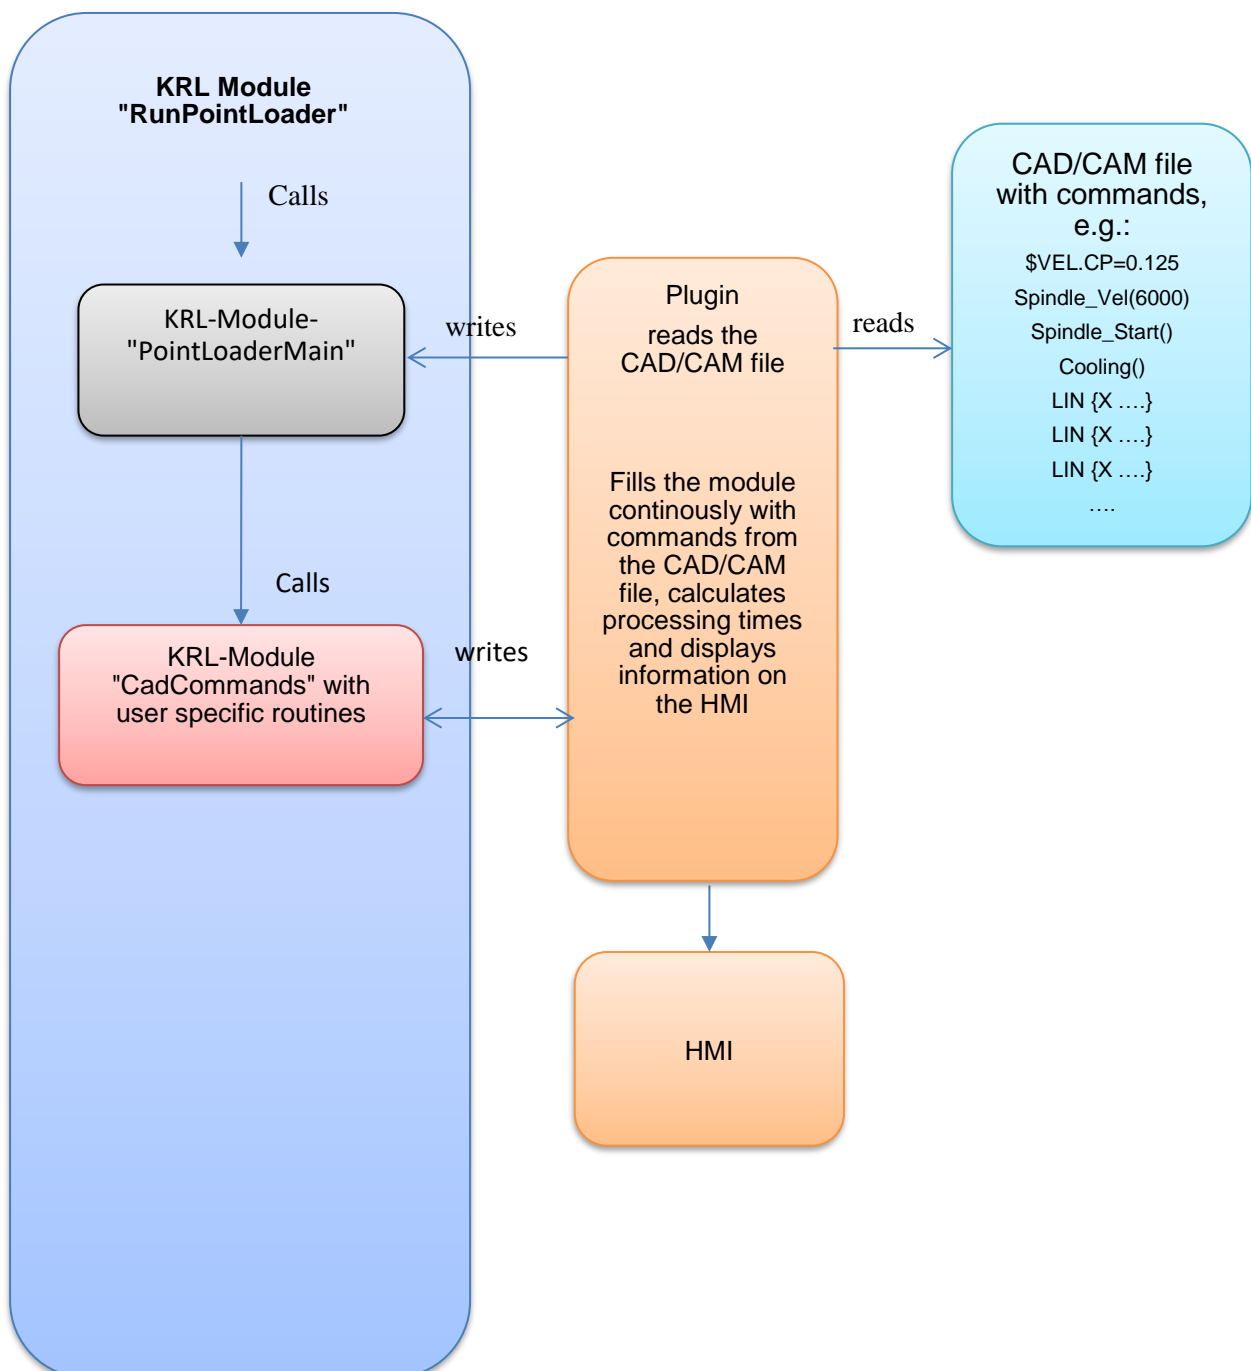 KRL Module
"RunPointLoader"
Calls
KRL-Module-
"PointLoaderMain"
Calls
KRL-Module
"CadCommands" with
user specific routines
writes
writes
Plugin
reads the
CAD/CAM file
Fills the module
continously with
commands from
the CAD/CAM
file, calculates
processing times
and displays
information on
the HMI
HMI
reads
CAD/CAM file
with commands,
e.g.:
$VEL.CP=0.125
Spindle_Vel(6000)
Spindle_Start()
Cooling()
LIN {X ….}
LIN {X ….}
LIN {X ….}
….